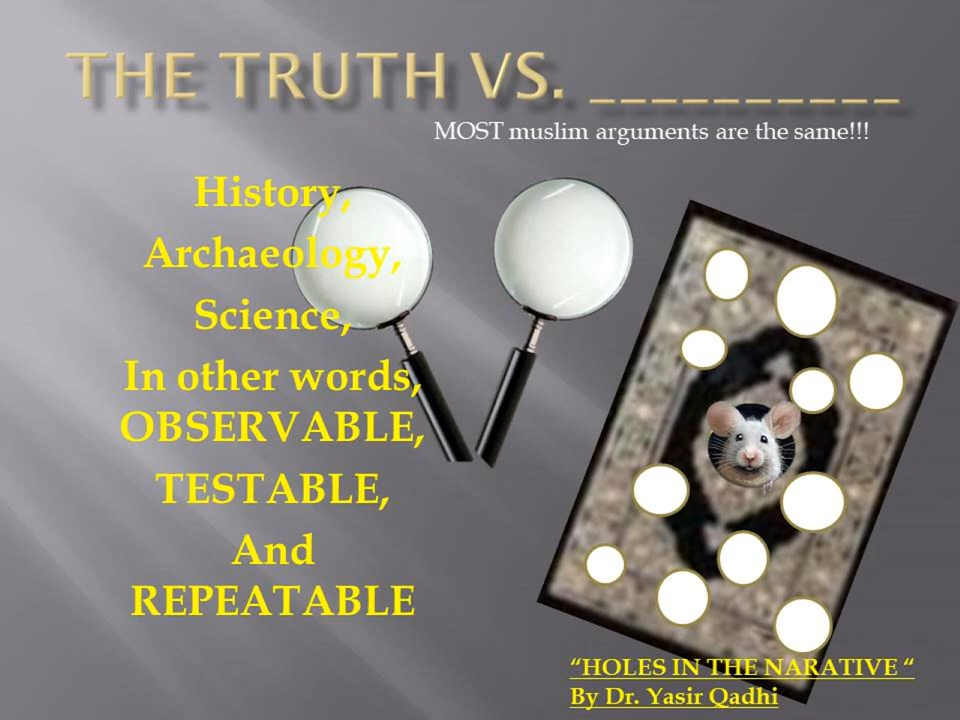 THE TRUTH VS. __________
MOST muslim arguments are the same!!!
History,
Archaeology,
Science,
In other words,
OBSERVABLE,
TESTABLE,
And
REPEATABLE
“HOLES IN THE NARATIVE “
By Dr. Yasir Qadhi